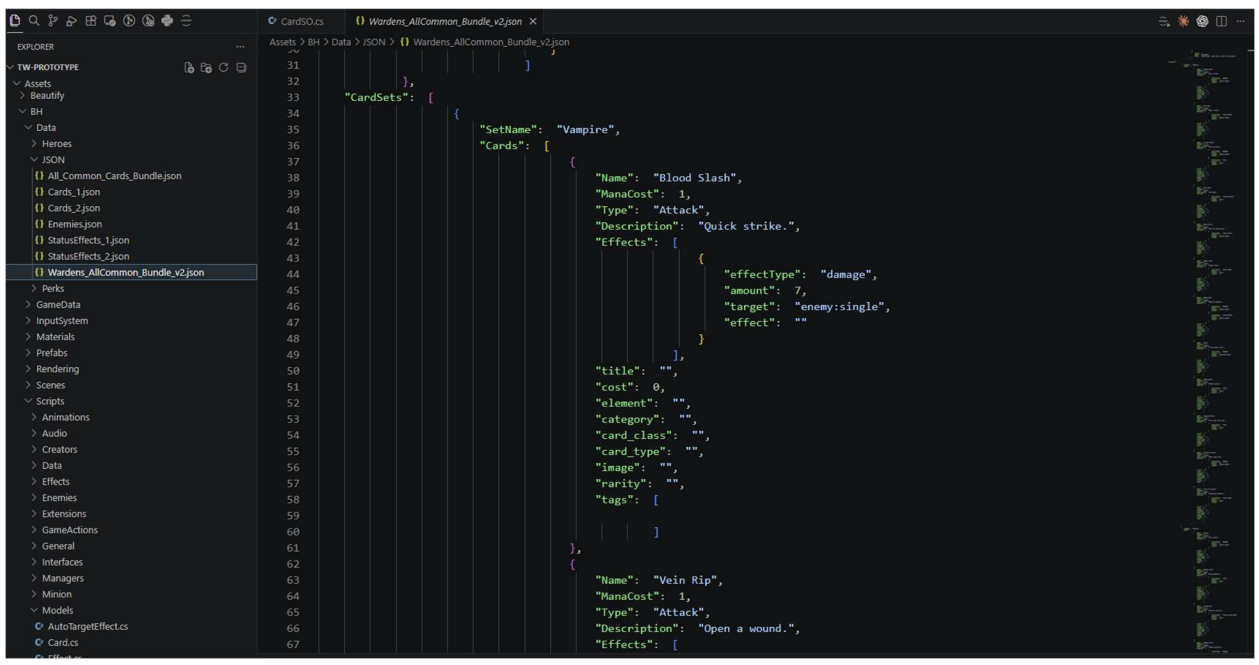 CardSO.cs
{} Wardens_AllCommon_Bundle_v2.json
EXPLORER
TW-PROTOTYPE
Assets
Beautify
BH
Data
Heroes
JSON
{} All_Common_Cards_Bundle.json
{} Cards_1.json
{} Cards_2.json
{} Enemies.json
{} StatusEffects_1.json
{} StatusEffects_2.json
{} Wardens_AllCommon_Bundle_v2.json
Perks
GameData
InputSystem
Materials
Prefabs
Rendering
Scenes
Scripts
Animations
Audio
Creators
Data
Effects
Enemies
Extensions
GameActions
General
Interfaces
Managers
Minion
Models
AutoTargetEffect.cs
Card.cs
Effect.cs
Assets > BH > Data > JSON > {} Wardens_AllCommon_Bundle_v2.json
30 }
31 ]
32 },
33 "CardSets": [
34 {
35 "SetName": "Vampire",
36 "Cards": [
37 {
38 "Name": "Blood Slash",
39 "ManaCost": 1,
40 "Type": "Attack",
41 "Description": "Quick strike.",
42 "Effects": [
43 {
44 "effectType": "damage",
45 "amount": 7,
46 "target": "enemy:single",
47 "effect": ""
48 }
49 ],
50 "title": "",
51 "cost": 0,
52 "element": "",
53 "category": "",
54 "card_class": "",
55 "card_type": "",
56 "image": "",
57 "rarity": "",
58 "tags": [
59
60 ]
61 },
62 {
63 "Name": "Vein Rip",
64 "ManaCost": 1,
65 "Type": "Attack",
66 "Description": "Open a wound.",
67 "Effects": [